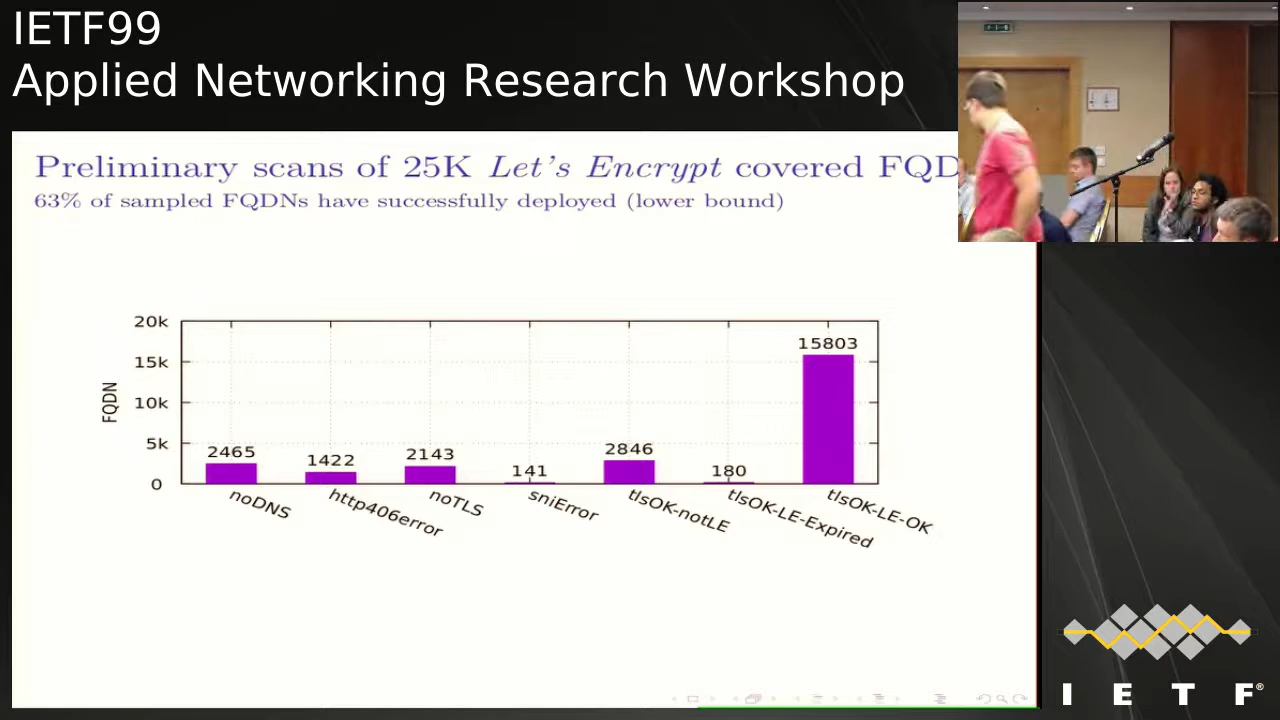 IETF99
Applied Networking Research Workshop
Preliminary scans of 25K Let's Encrypt covered FQD
63% of sampled FQDNs have successfully deployed (lower bound)
20k
15k
10k
5k
0
FQDN
2465
1422
2143
141
2846
180
15803
noDNS
http406error
noTLS
sniError
tlsOK-notLE
tlsOK-LE-Expired
tlsOK-LE-OK
I E T F®